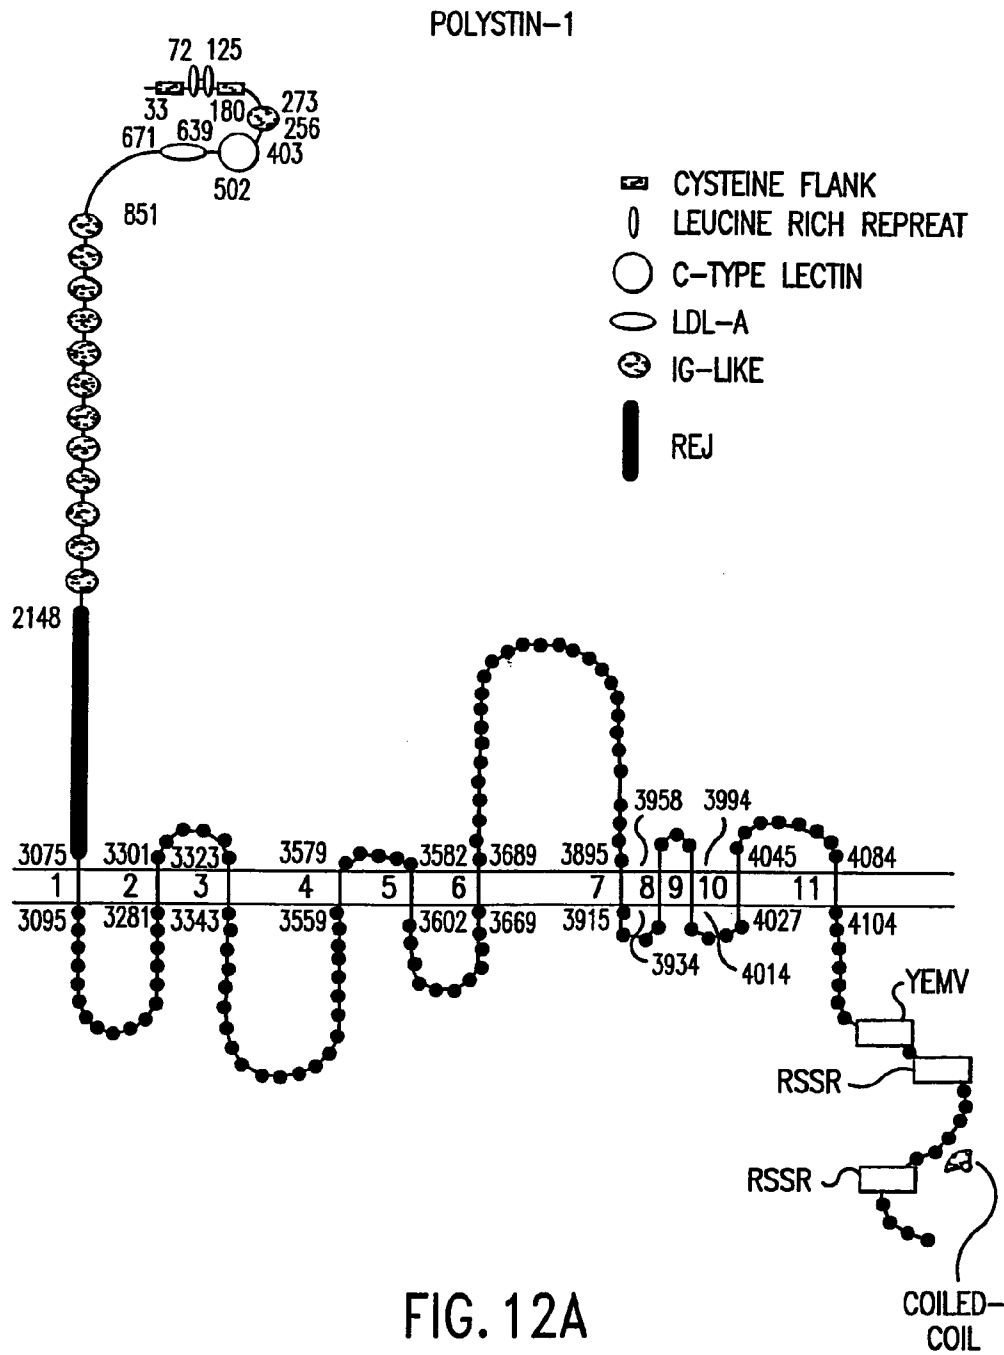 POLYSTIN-1
72 125
33 180 273
256
671 639 403
502
851
CYSTEINE FLANK
LEUCINE RICH REPREAT
C-TYPE LECTIN
LDL-A
IG-LIKE
REJ
2148
3958 3994
3075 3301 3323 3579 3582 3689 3895 4045 4084
1 2 3 4 5 6 7 8 9 10 11
3095 3281 3343 3559 3602 3669 3915 4027 4104
3934 4014
YEMV
RSSR
RSSR
COILED-
COIL
FIG. 12A